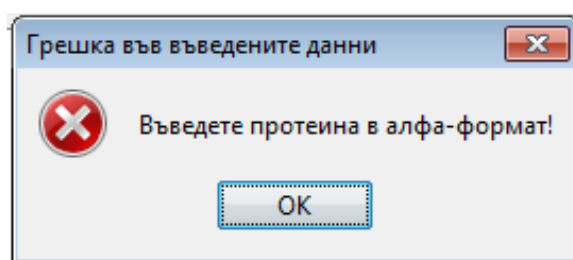 Грешка във въведените данни
Въведете протеина в алфа-формат!
OK